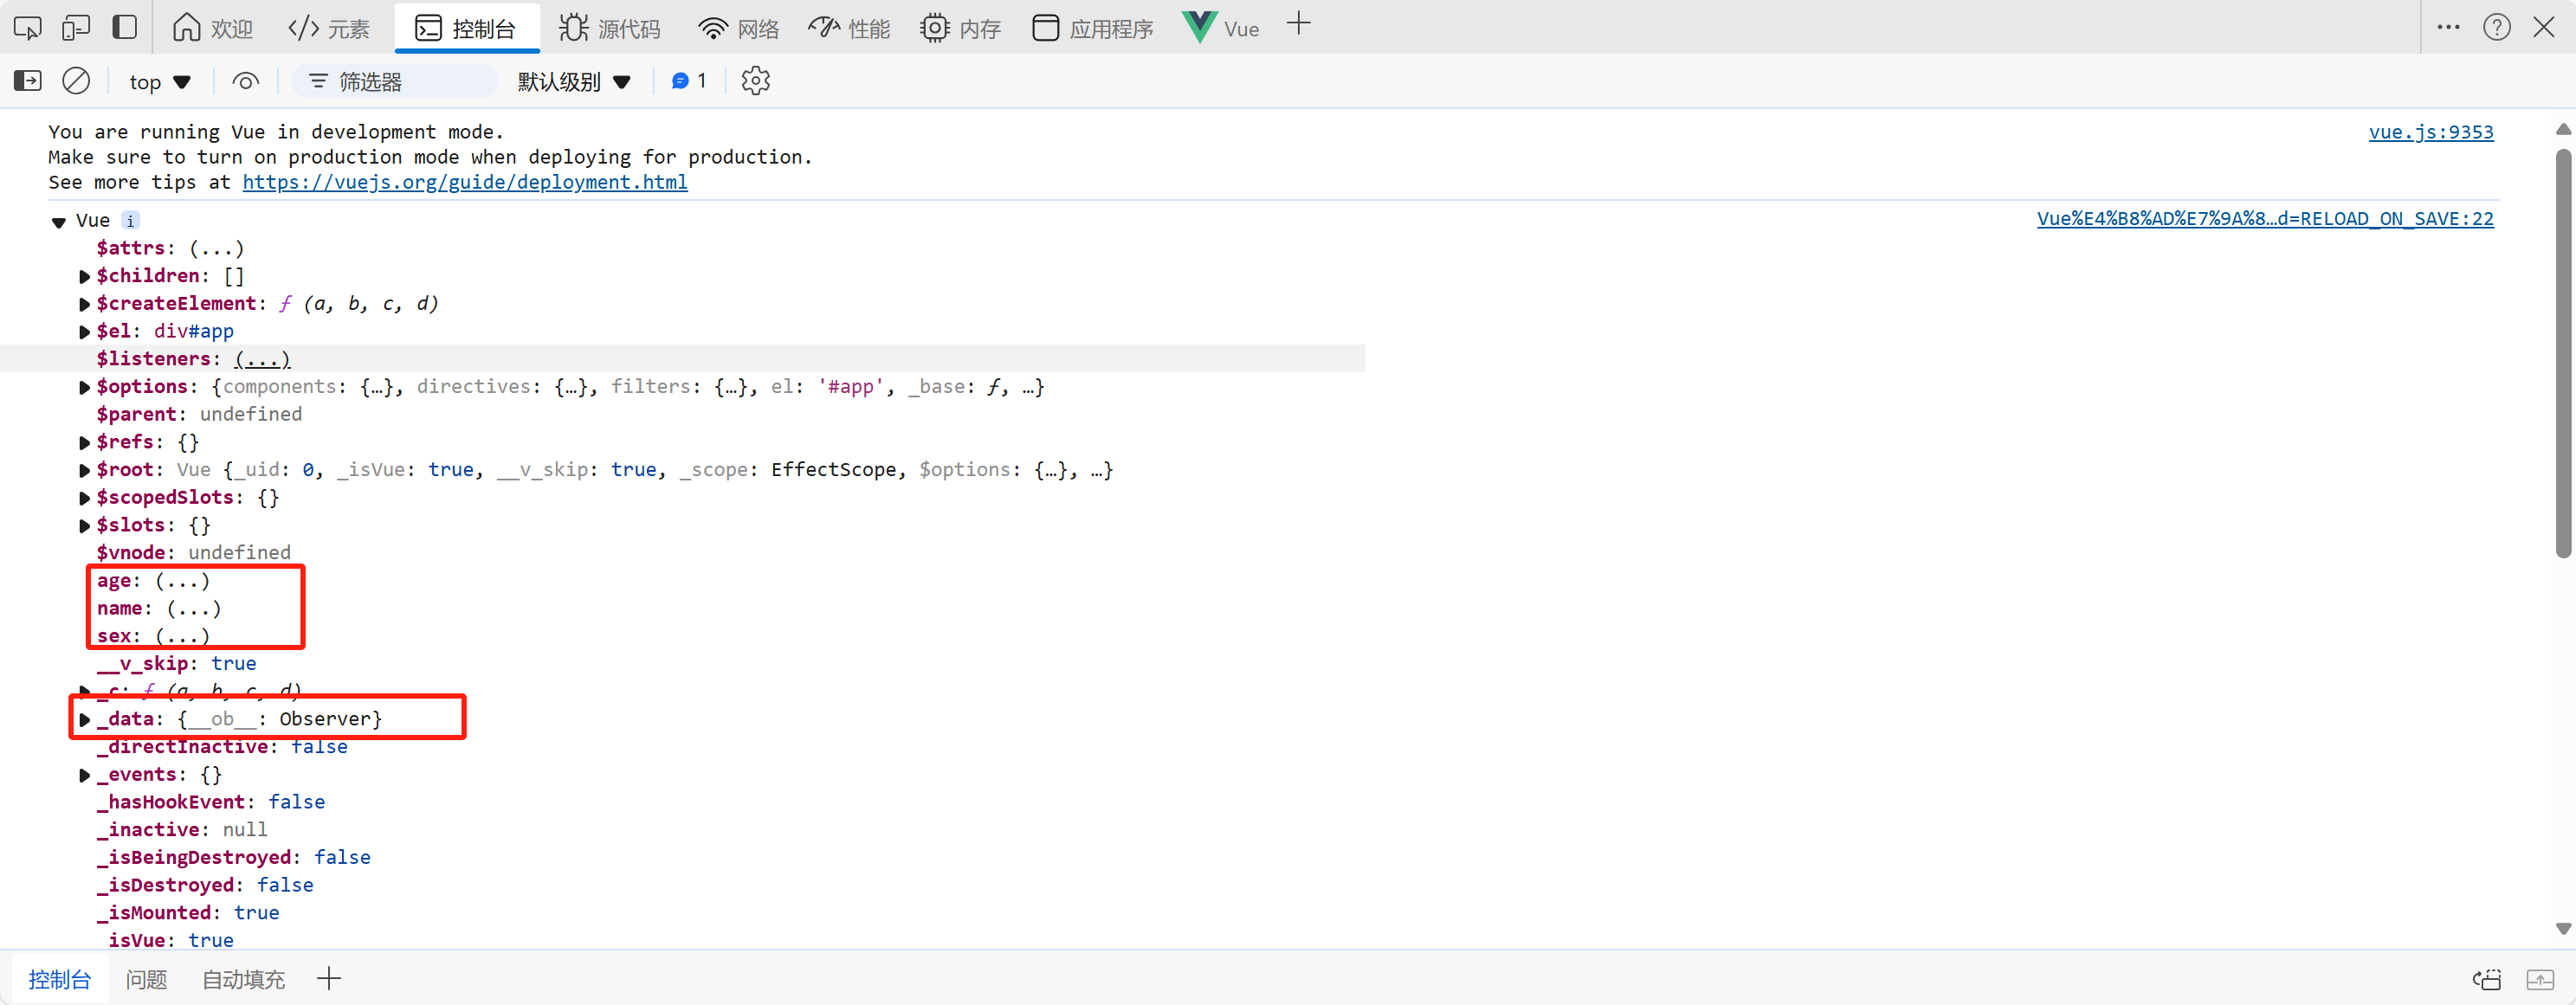 欢迎 元素 控制台 源代码 网络 性能 内存 应用程序 Vue
top 筛选器 默认级别 1
You are running Vue in development mode. vue.js:9353
Make sure to turn on production mode when deploying for production.
See more tips at https://vuejs.org/guide/deployment.html
Vue i Vue%E4%B8%AD%E7%9A%8…d=RELOAD_ON_SAVE:22
$attrs: (...)
$children: []
$createElement: ƒ (a, b, c, d)
$el: div#app
$listeners: (...)
$options: {components: {…}, directives: {…}, filters: {…}, el: '#app', _base: ƒ, …}
$parent: undefined
$refs: {}
$root: Vue {_uid: 0, _isVue: true, __v_skip: true, _scope: EffectScope, $options: {…}, …}
$scopedSlots: {}
$slots: {}
$vnode: undefined
age: (...)
name: (...)
sex: (...)
__v_skip: true
_c: ƒ (a, b, c, d)
_data: {__ob__: Observer}
_directInactive: false
_events: {}
_hasHookEvent: false
_inactive: null
_isBeingDestroyed: false
_isDestroyed: false
_isMounted: true
_isVue: true
控制台 问题 自动填充